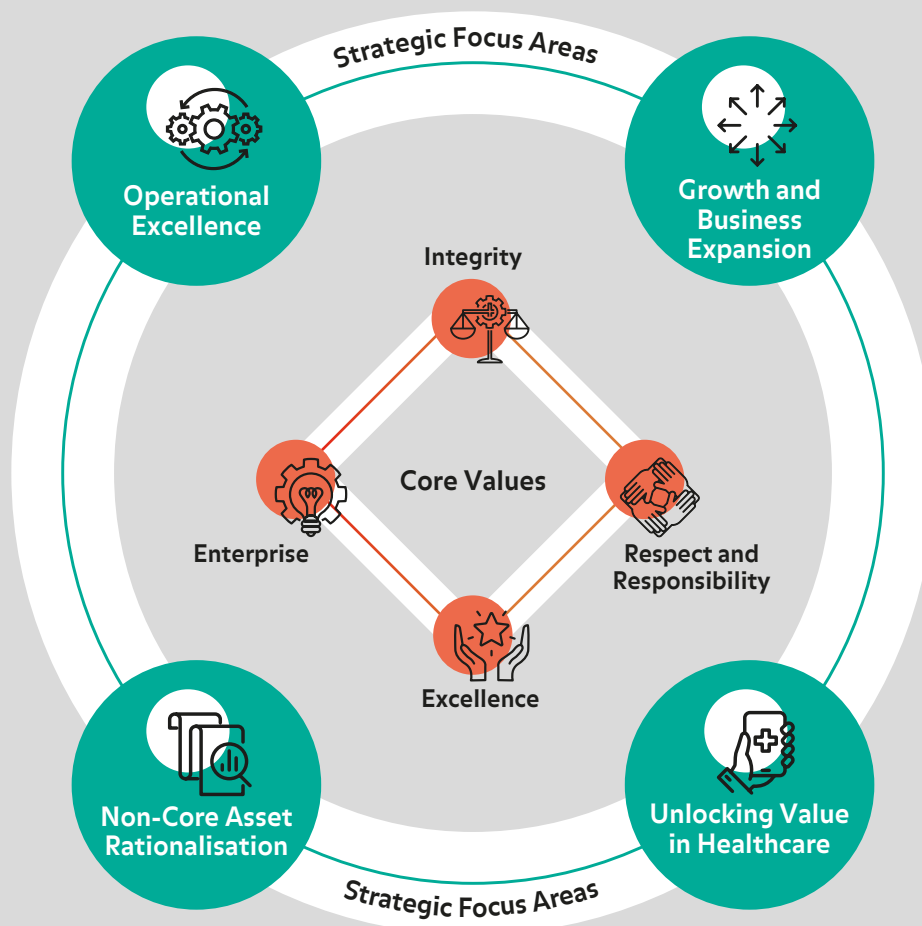 Strategic Focus Areas
Operational
Excellence
Growth and
Business
Expansion
Integrity
Core Values
Enterprise
Respect and
Responsibility
Excellence
Non-Core Asset
Rationalisation
Unlocking Value
in Healthcare
Strategic Focus Areas